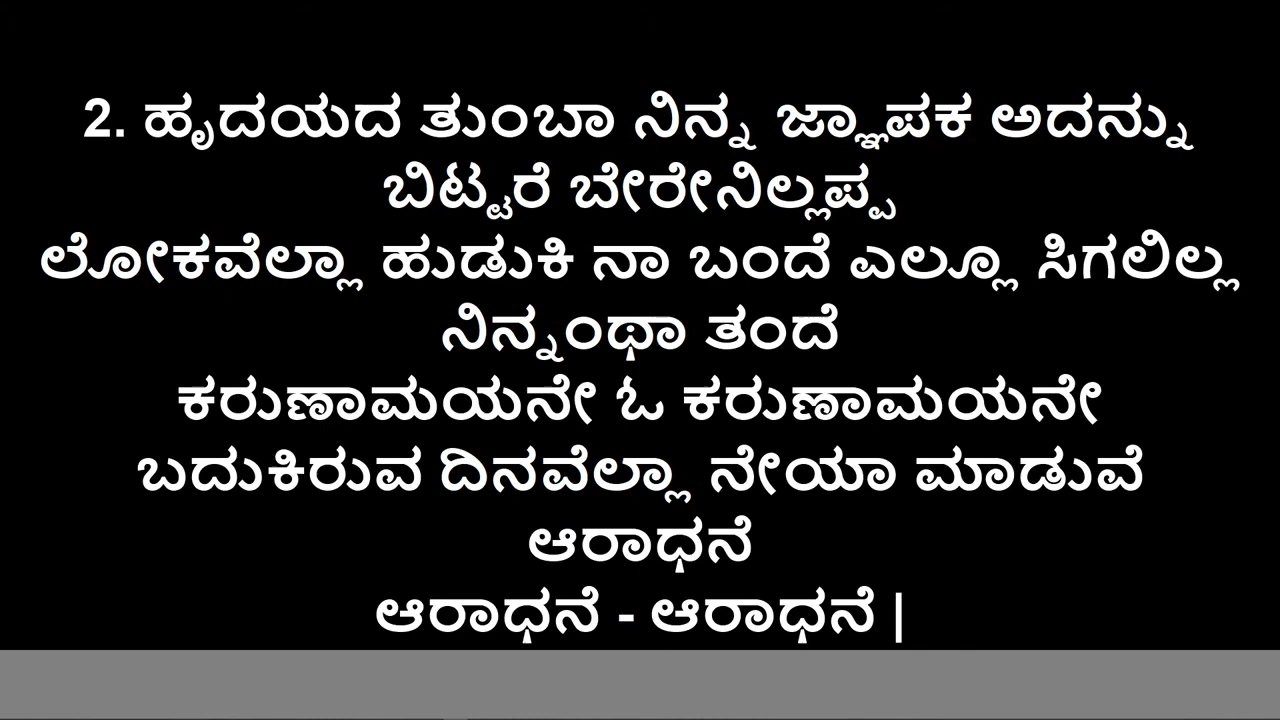 2. ಹೃದಯದ ತುಂಬಾ ನಿನ್ನ ಜ್ಞಾಪಕ ಅದನ್ನು
ಬಿಟ್ಟರೆ ಬೇರೇನಿಲ್ಲಪ್ಪ
ಲೋಕವೆಲ್ಲಾ ಹುಡುಕಿ ನಾ ಬಂದೆ ಎಲ್ಲೂ ಸಿಗಲಿಲ್ಲ
ನಿನ್ನಂಥಾ ತಂದೆ
ಕರುಣಾಮಯನೇ ಓ ಕರುಣಾಮಯನೇ
ಬದುಕಿರುವ ದಿನವೆಲ್ಲಾ ನೇಯಾ ಮಾಡುವೆ
ಆರಾಧನೆ
ಆರಾಧನೆ - ಆರಾಧನೆ |